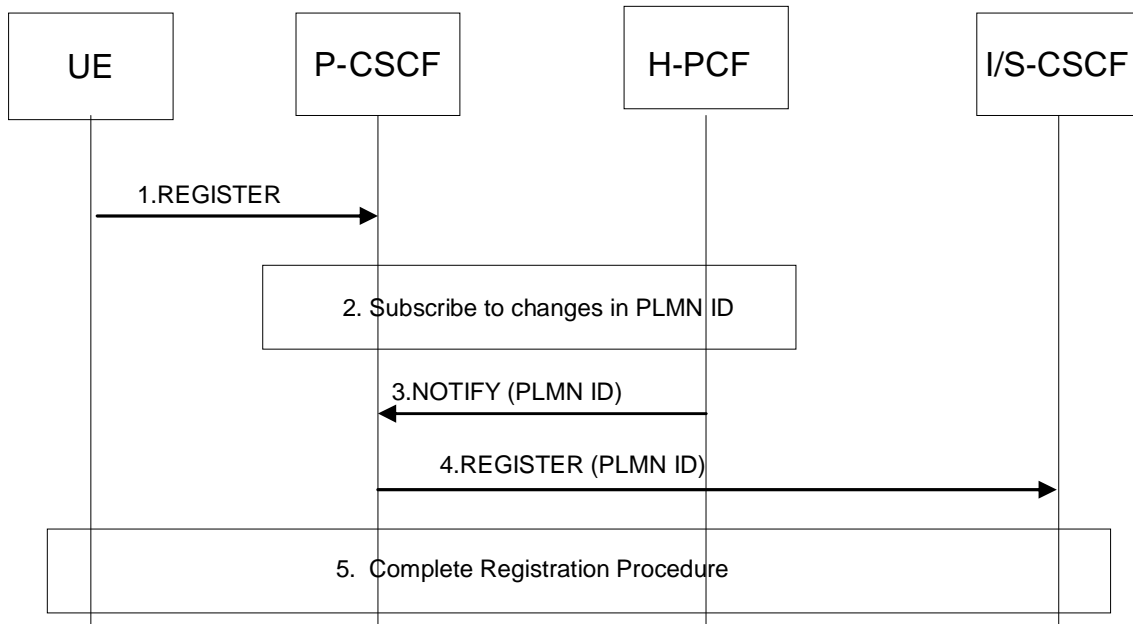 UE
P-CSCF
H-PCF
I/S-CSCF
1.REGISTER
2. Subscribe to changes in PLMN ID
3.NOTIFY (PLMN ID)
4.REGISTER (PLMN ID)
5. Complete Registration Procedure